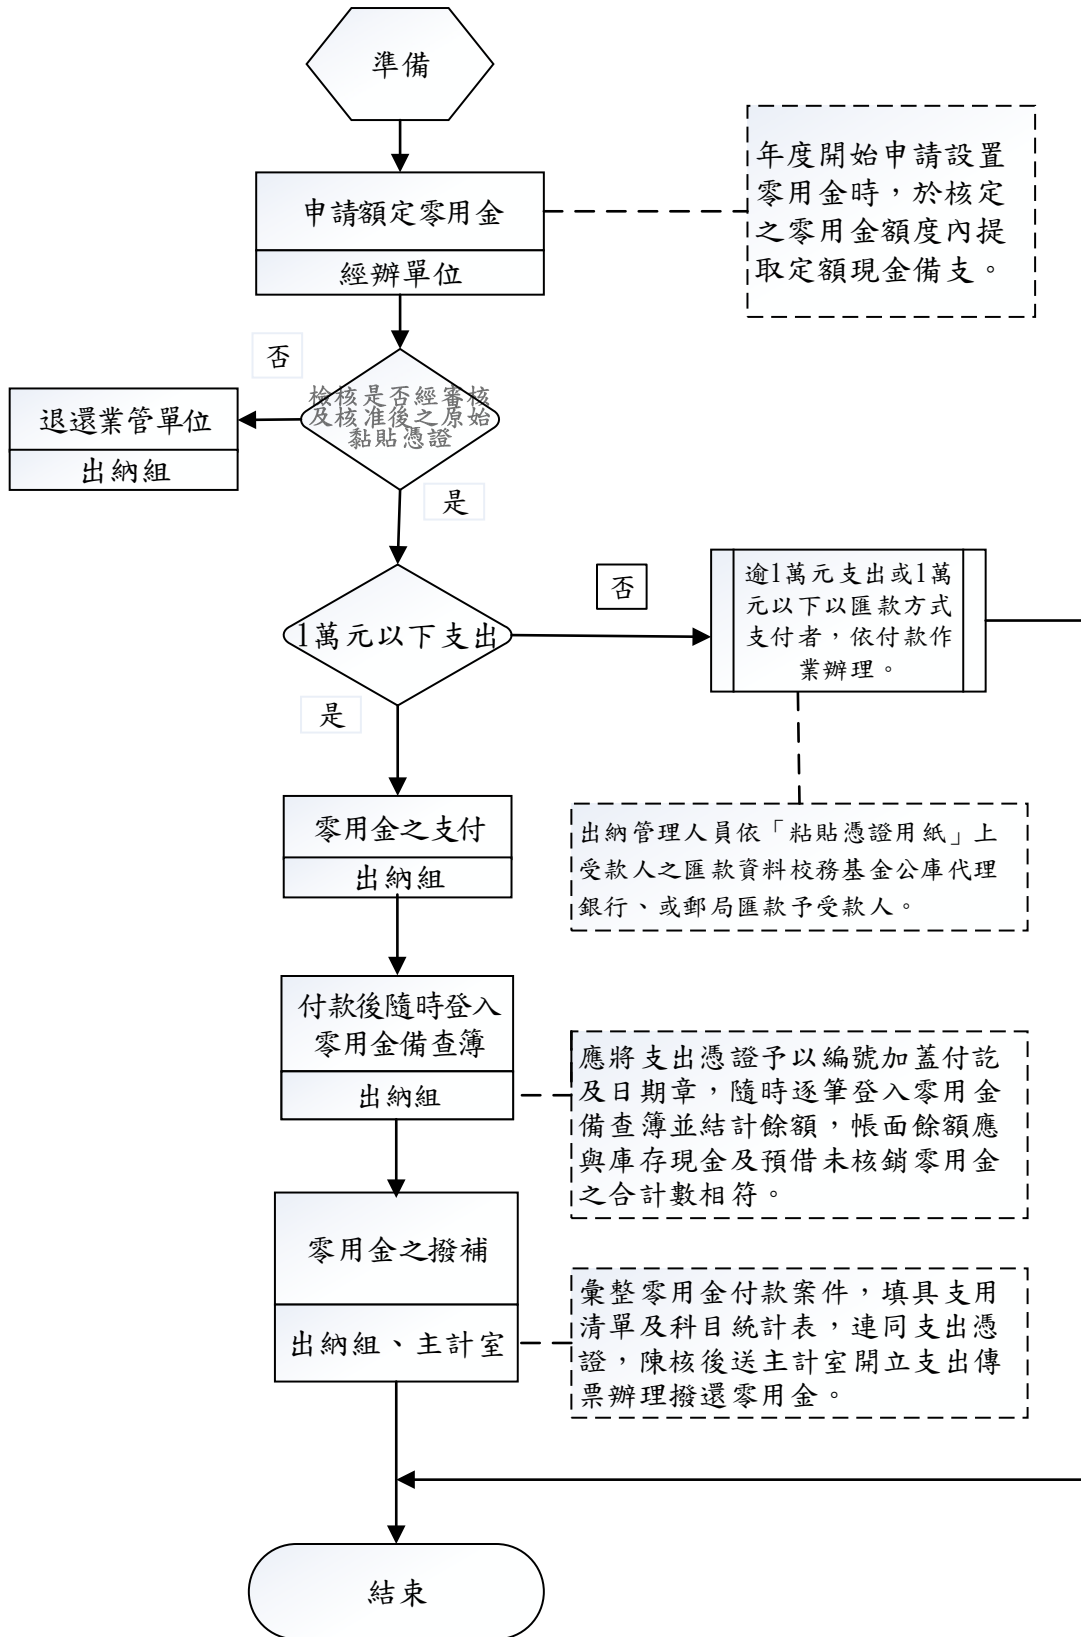 準備
年度開始申請設置
零用金時，於核定
之零用金額度內提
取定額現金備支。
申請額定零用金
經辦單位
否
檢核是否經審核
及核准後之原始
黏貼憑證
退還業管單位
出納組
是
1萬元以下支出
否
逾1萬元支出或1萬
元以下以匯款方式
支付者，依付款作
業辦理。
是
零用金之支付
出納組
出納管理人員依「粘貼憑證用紙」上
受款人之匯款資料校務基金公庫代理
銀行、或郵局匯款予受款人。
付款後隨時登入
零用金備查簿
出納組
應將支出憑證予以編號加蓋付訖
及日期章，隨時逐筆登入零用金
備查簿並結計餘額，帳面餘額應
與庫存現金及預借未核銷零用金
之合計數相符。
零用金之撥補
出納組、主計室
彙整零用金付款案件，填具支用
清單及科目統計表，連同支出憑
證，陳核後送主計室開立支出傳
票辦理撥還零用金。
結束